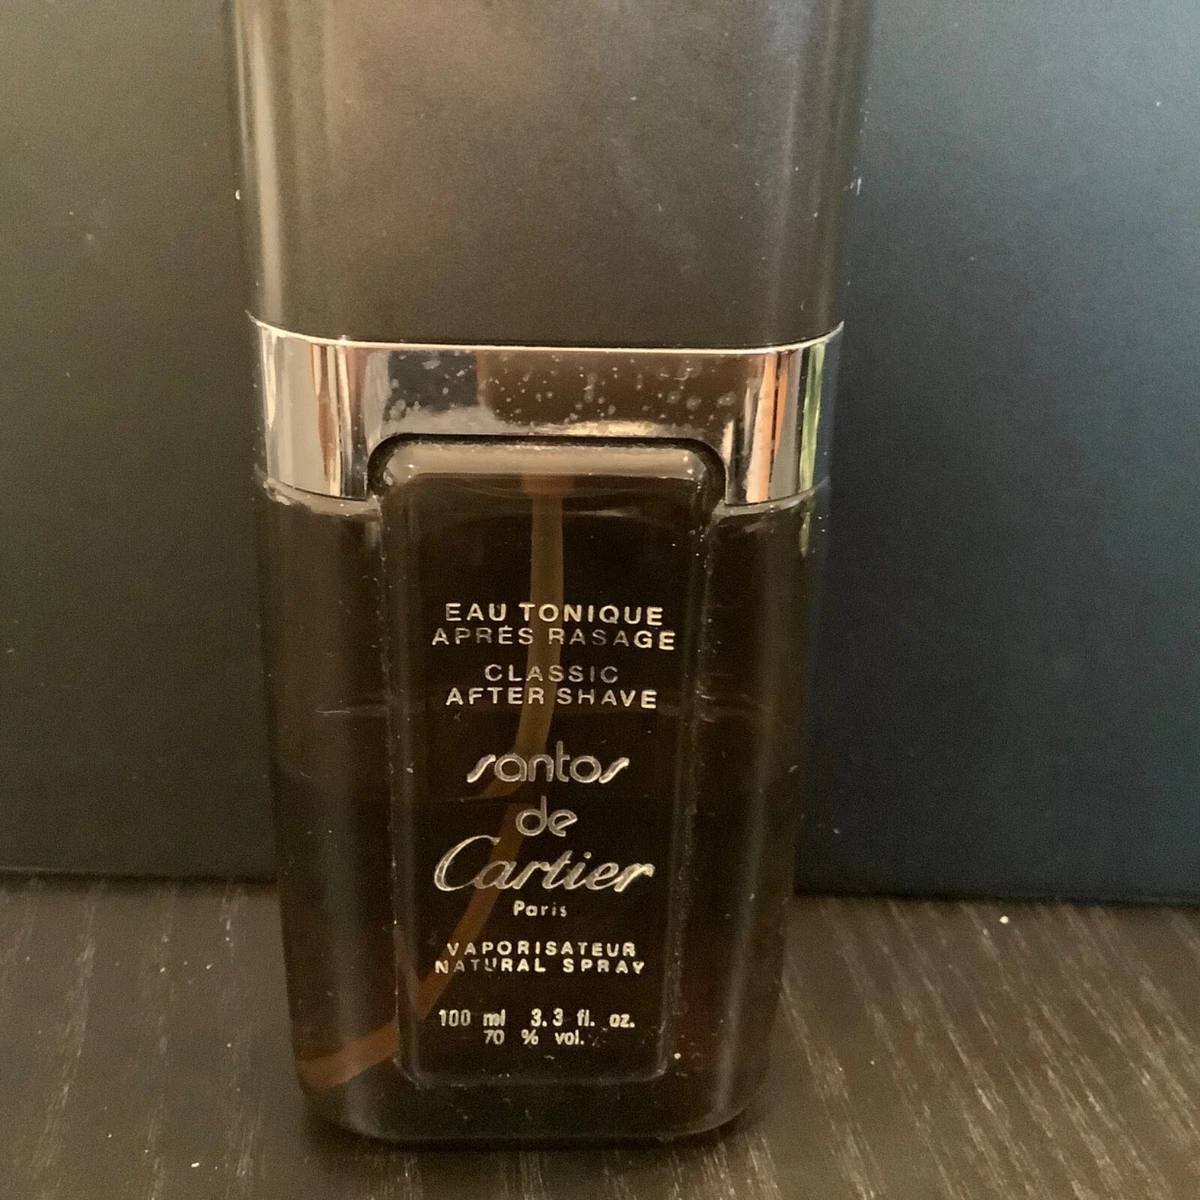 EAU TONIQUE
APRÉS RASAGE
CLASSIC
AFTER SHAVE
santos
de
Cartier
Paris
VAPORISATEUR
NATURAL SPRAY
100 ml 3.3 fl. oz.
70 % vol.